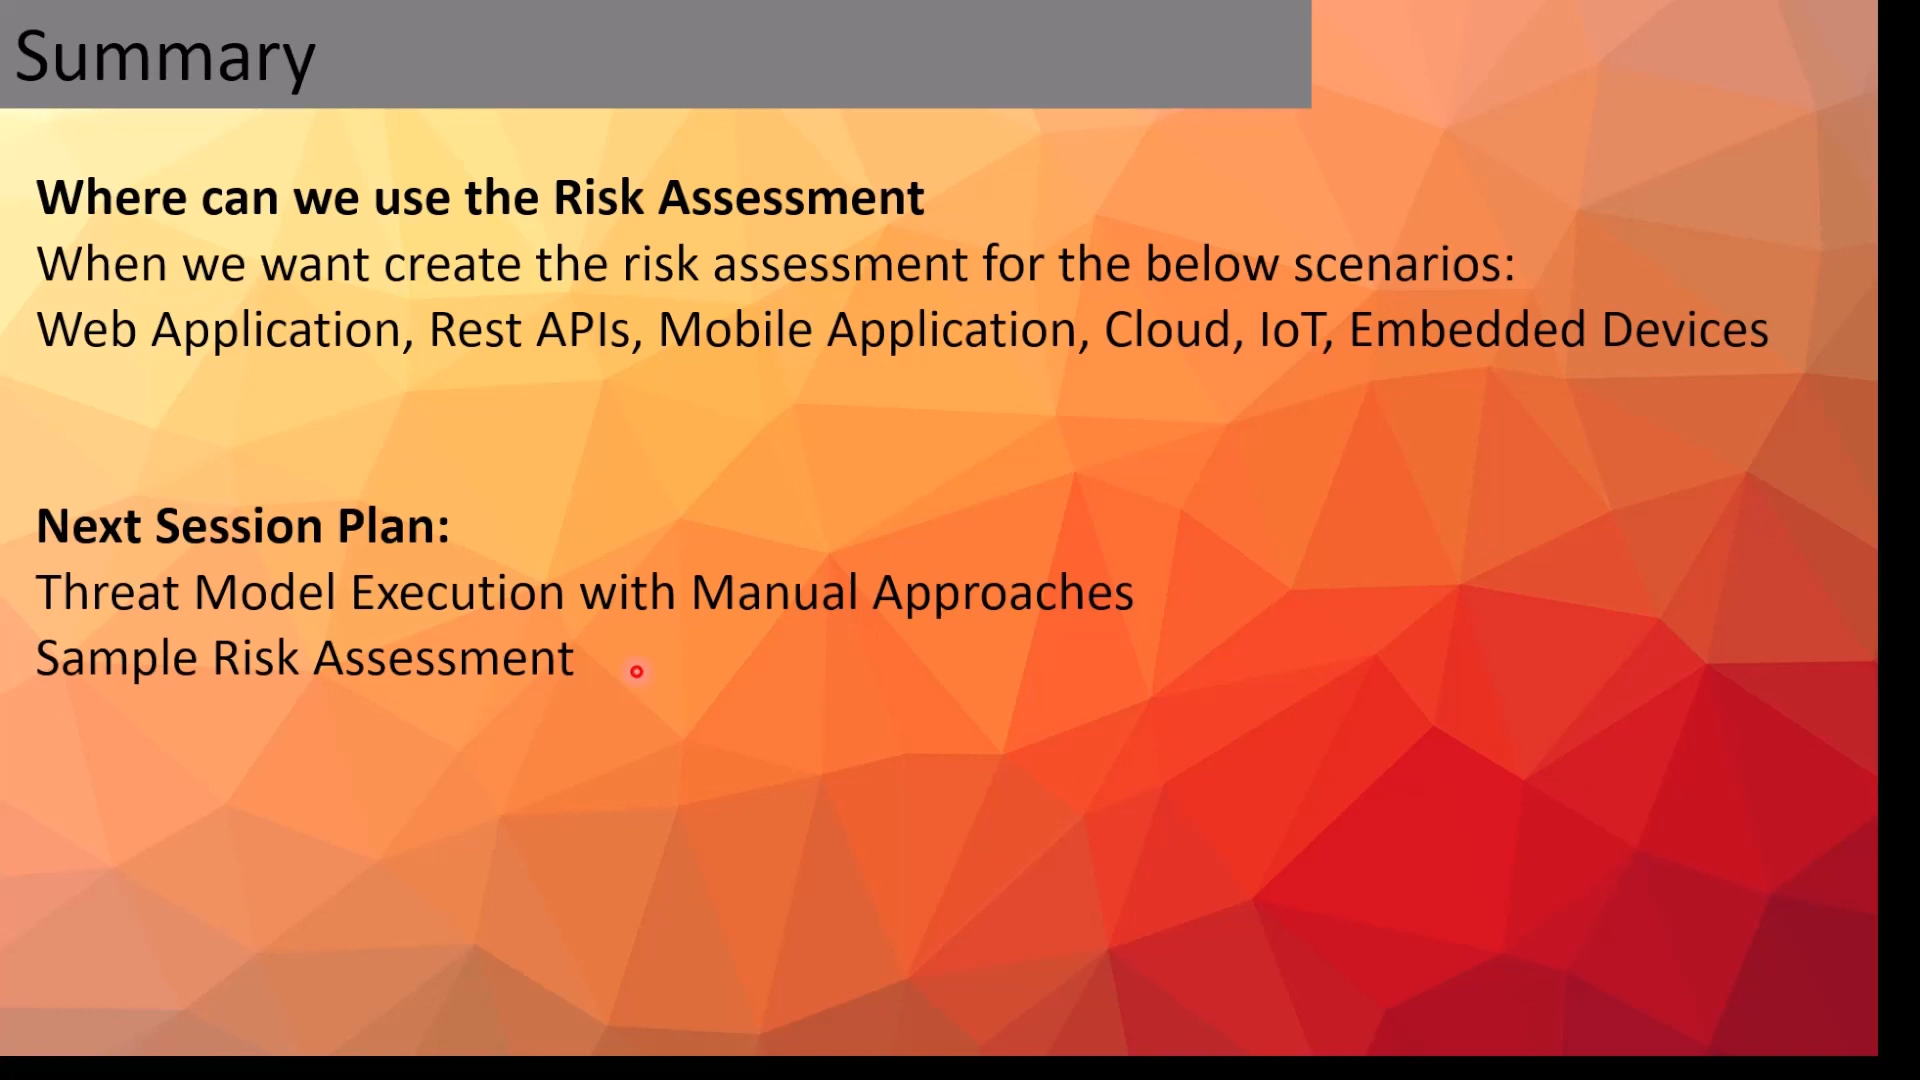 Summary
Where can we use the Risk Assessment
When we want create the risk assessment for the below scenarios:
Web Application, Rest APIs, Mobile Application, Cloud, IoT, Embedded Devices
Next Session Plan:
Threat Model Execution with Manual Approaches
Sample Risk Assessment